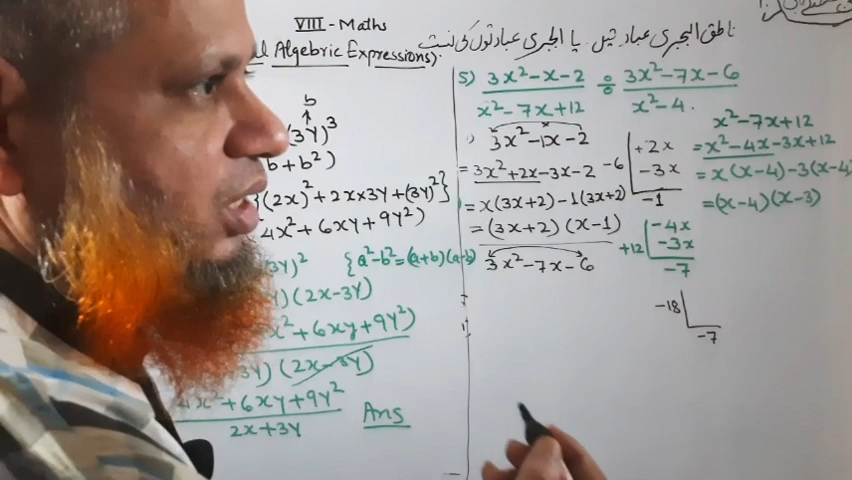 VIII - Maths
ناطق الجبری عبارتیں یا الجبری عبادتوں کی نسبت
al Algebric Expressions).
b
↑
(3Y)³
b + b²)
{(2x)² + 2x×3Y + (3Y)²}
4x² + 6xy + 9Y²)
3Y)² {a²-b² = (a+b)(a-b)
Y) (2x-3Y)
x² + 6xy + 9Y²)
3Y) (2x-3Y)
4x² + 6xy + 9Y²
2x+3Y
Ans
5) 3x²-x-2 ÷ 3x²-7x-6
x²-7x+12 x²-4.
3x²-1x-2
= 3x²+2x-3x-2
= x(3x+2)-1(3x+2)
= (3x+2) (x-1)
3x²-7x-6
-6 +2x
-3x
-1
+12 -4x
-3x
-7
-18
-7
x²-7x+12
= x²-4x-3x+12
= x(x-4)-3(x-4)
= (x-4)(x-3)